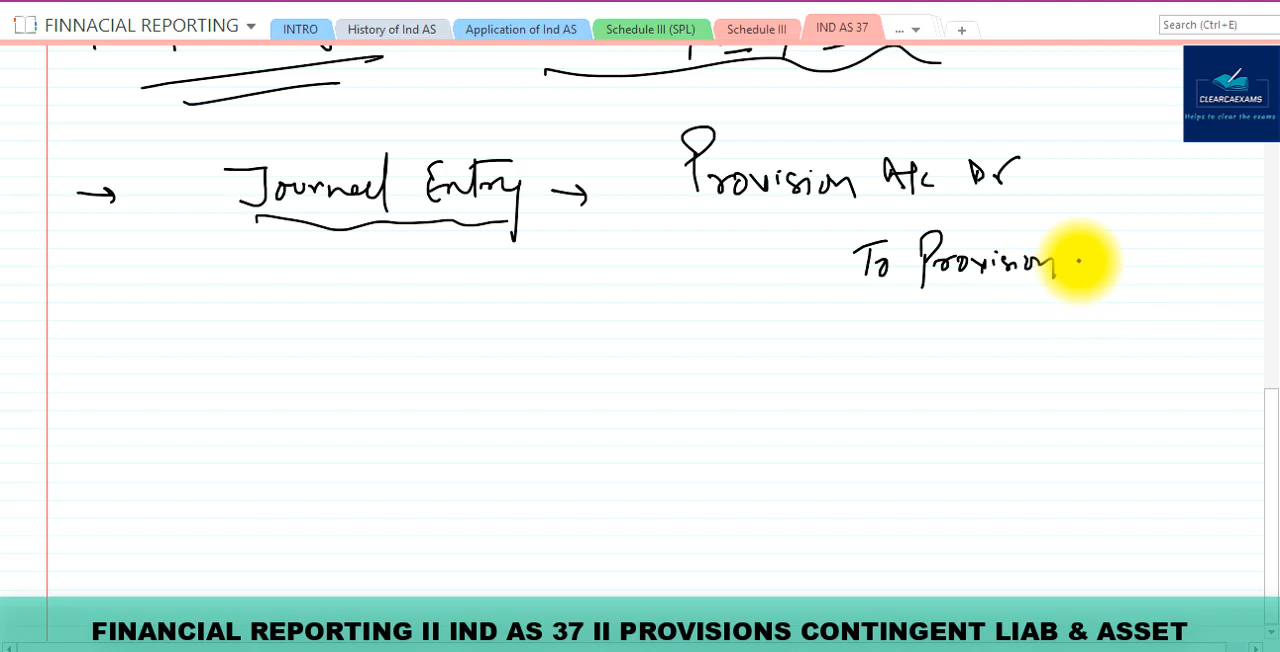 FINNACIAL REPORTING
INTRO
History of Ind AS
Application of Ind AS
Schedule III (SPL)
Schedule III
IND AS 37
...
Search (Ctrl+E)
CLEARCAEXAMS
Helps to clear the exams
→ Journal Entry → Provision A/c Dr
To Provision
FINANCIAL REPORTING II IND AS 37 II PROVISIONS CONTINGENT LIAB & ASSET